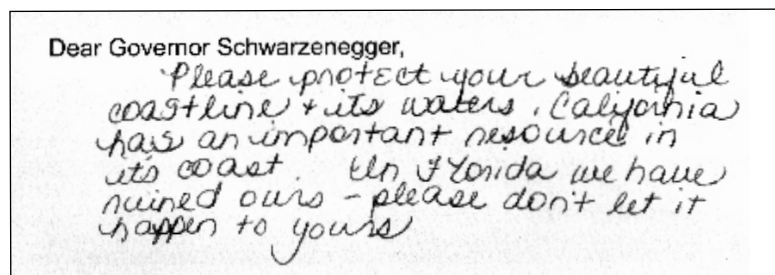 Dear Governor Schwarzenegger,
Please protect your beautiful
coastline + its waters. California
has an important resource in
its coast. In Florida we have
ruined ours - please don't let it
happen to yours